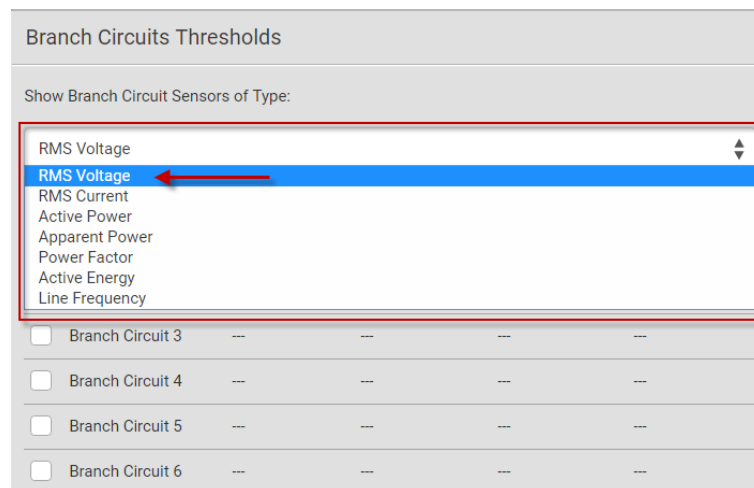 Branch Circuits Thresholds
Show Branch Circuit Sensors of Type:
RMS Voltage
RMS Voltage
RMS Current
Active Power
Apparent Power
Power Factor
Active Energy
Line Frequency
Branch Circuit 3 --- --- --- ---
Branch Circuit 4 --- --- --- ---
Branch Circuit 5 --- --- --- ---
Branch Circuit 6 --- --- --- ---